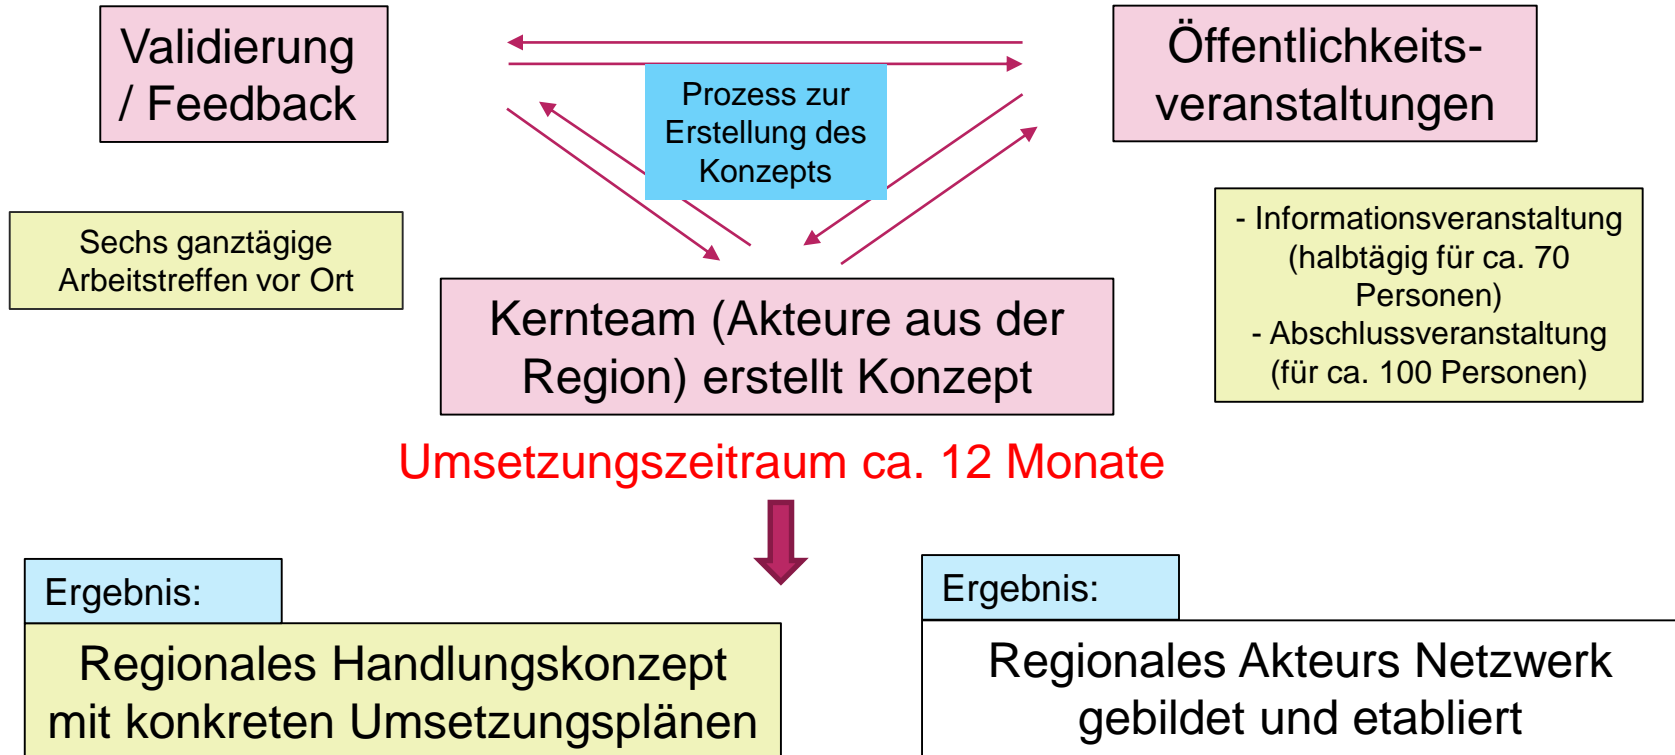 Validierung
/ Feedback
Öffentlichkeits-
veranstaltungen
Prozess zur
Erstellung des
Konzepts
Sechs ganztägige
Arbeitstreffen vor Ort
- Informationsveranstaltung
(halbtägig für ca. 70
Personen)
- Abschlussveranstaltung
(für ca. 100 Personen)
Kernteam (Akteure aus der
Region) erstellt Konzept
Umsetzungszeitraum ca. 12 Monate
Ergebnis:
Regionales Handlungskonzept
mit konkreten Umsetzungsplänen
Ergebnis:
Regionales Akteurs Netzwerk
gebildet und etabliert